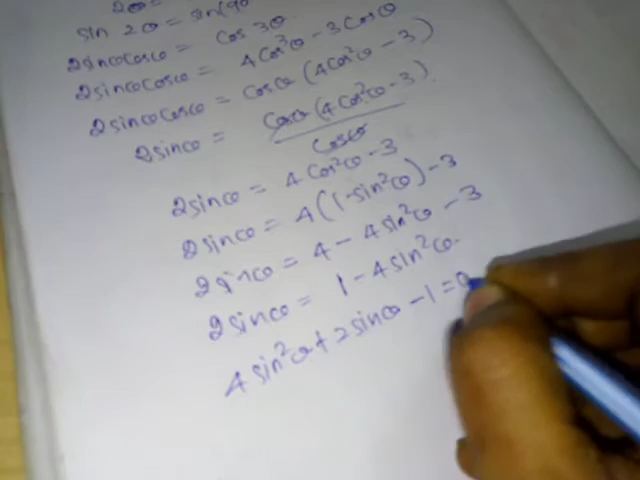 2θ =
sin 2θ = sin(90
2sinθcosθ = cos 3θ
2sinθcosθ = 4cos³θ - 3cosθ
2sinθcosθ = cosθ (4cos²θ - 3)
2sinθ = cosθ (4cos²θ - 3)
cosθ
2sinθ = 4cos²θ - 3
2sinθ = 4(1-sin²θ) - 3
2sinθ = 4 - 4sin²θ - 3
2sinθ = 1 - 4sin²θ
4sin²θ + 2sinθ - 1 = 0